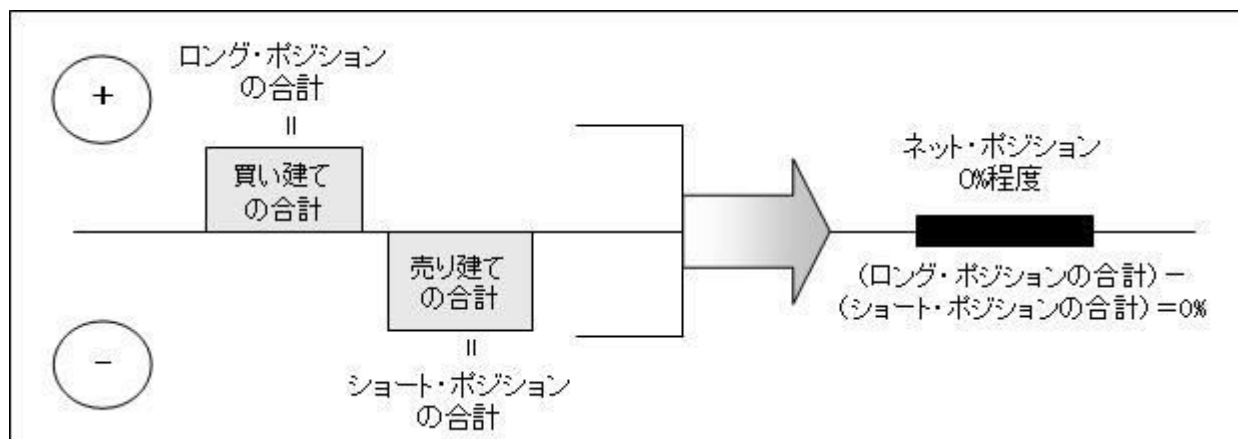 ロング・ポジション
の合計
+
=
買い建て
の合計
売り建て
の合計
=
ショート・ポジション
の合計
-
ネット・ポジション
0%程度
(ロング・ポジションの合計)-
(ショート・ポジションの合計)=0%